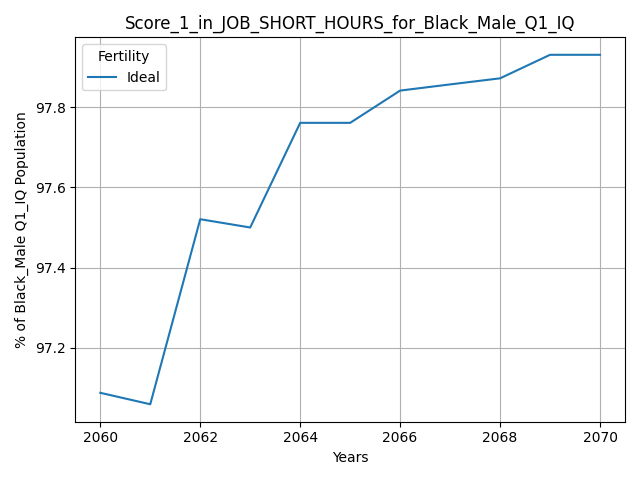 Score_1_in_JOB_SHORT_HOURS_for_Black_Male_Q1_IQ
Fertility
Ideal
% of Black_Male Q1_IQ Population
97.8
97.6
97.4
97.2
2060 2062 2064 2066 2068 2070
Years